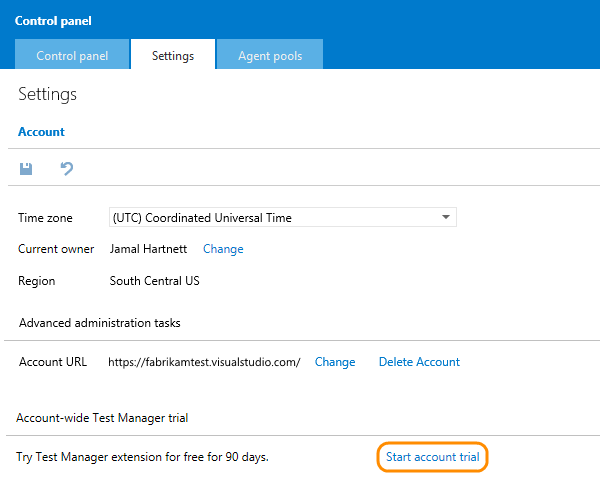 Control panel
Control panel Settings Agent pools
Settings
Account
Time zone (UTC) Coordinated Universal Time
Current owner Jamal Hartnett Change
Region South Central US
Advanced administration tasks
Account URL https://fabrikamtest.visualstudio.com/ Change Delete Account
Account-wide Test Manager trial
Try Test Manager extension for free for 90 days. Start account trial